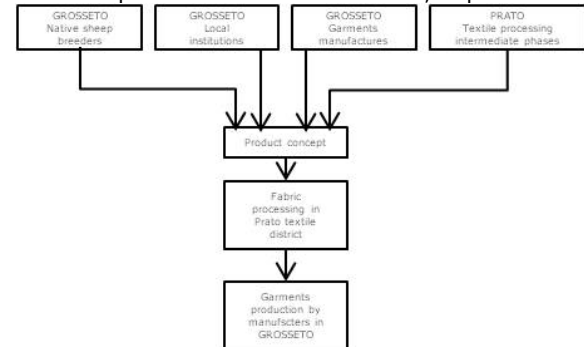 GROSSETO
Native sheep
breeders
GROSSETO
Local
institutions
GROSSETO
Garments
manufactures
PRATO
Textile processing
intermediate phases
Product concept
Fabric
processing in
Prato textile
district
Garments
production by
manufscters in
GROSSETO